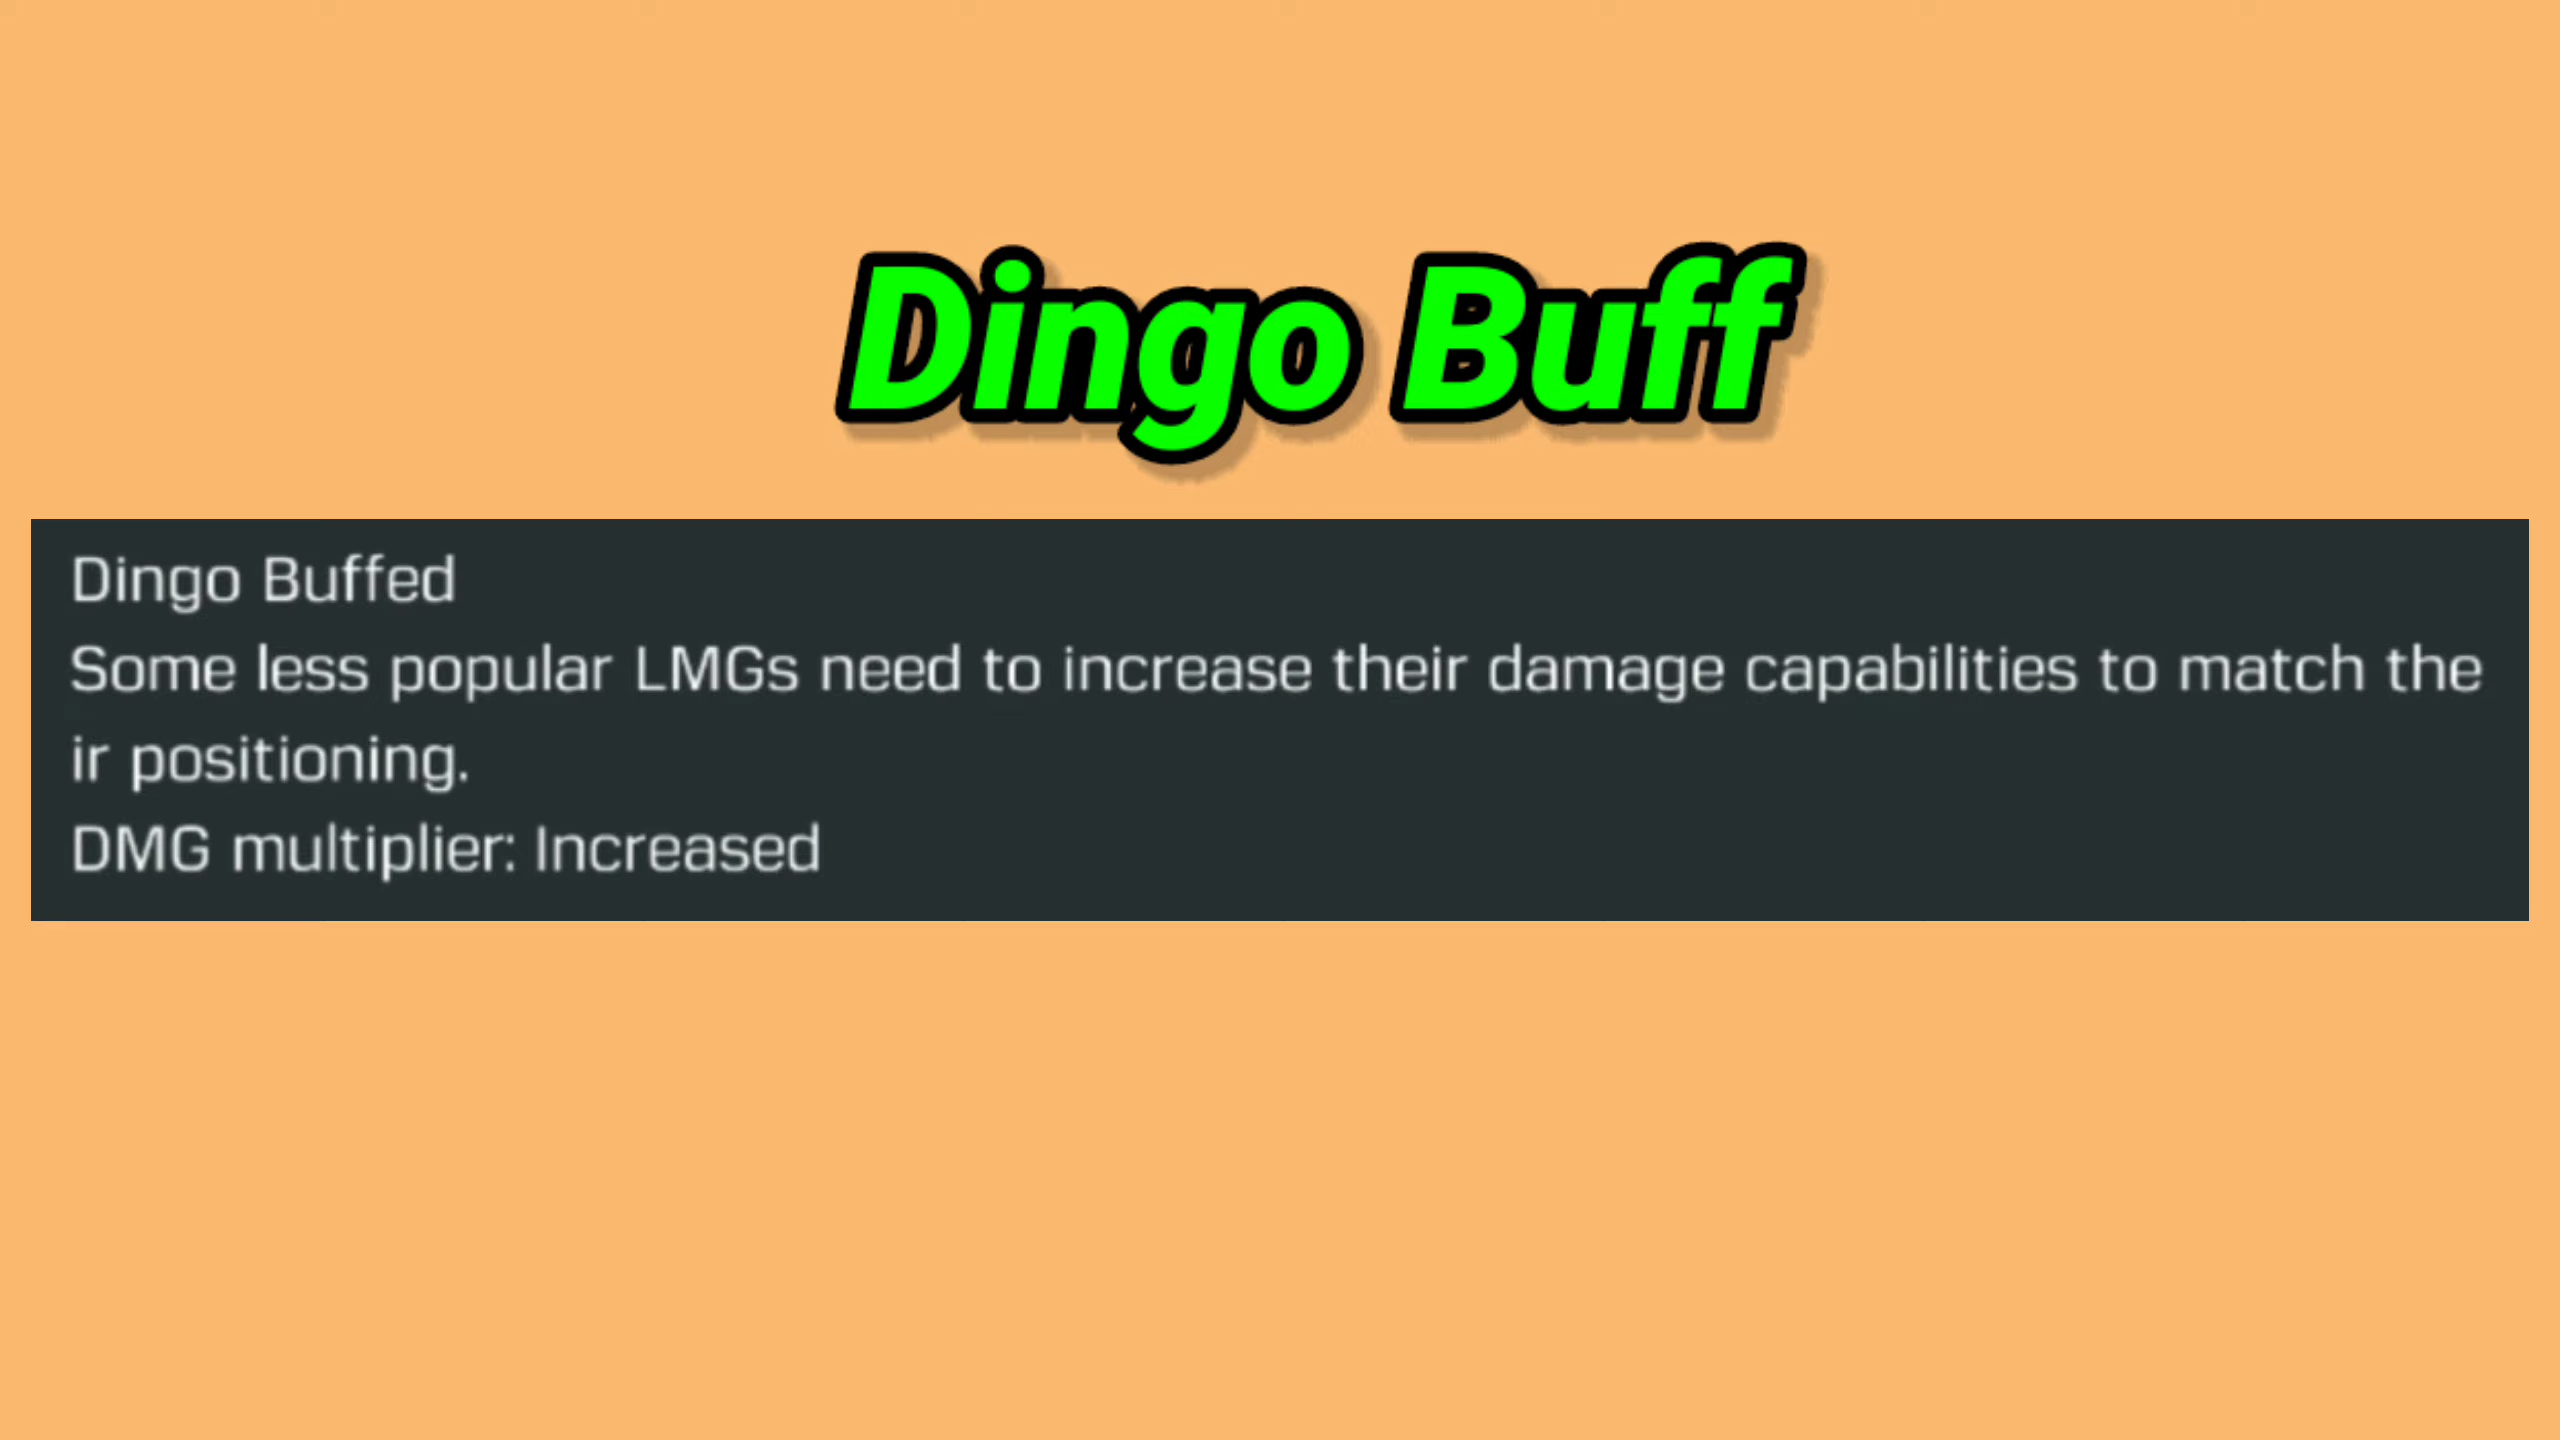 Dingo Buff
Dingo Buffed
Some less popular LMGs need to increase their damage capabilities to match the
ir positioning.
DMG multiplier: Increased